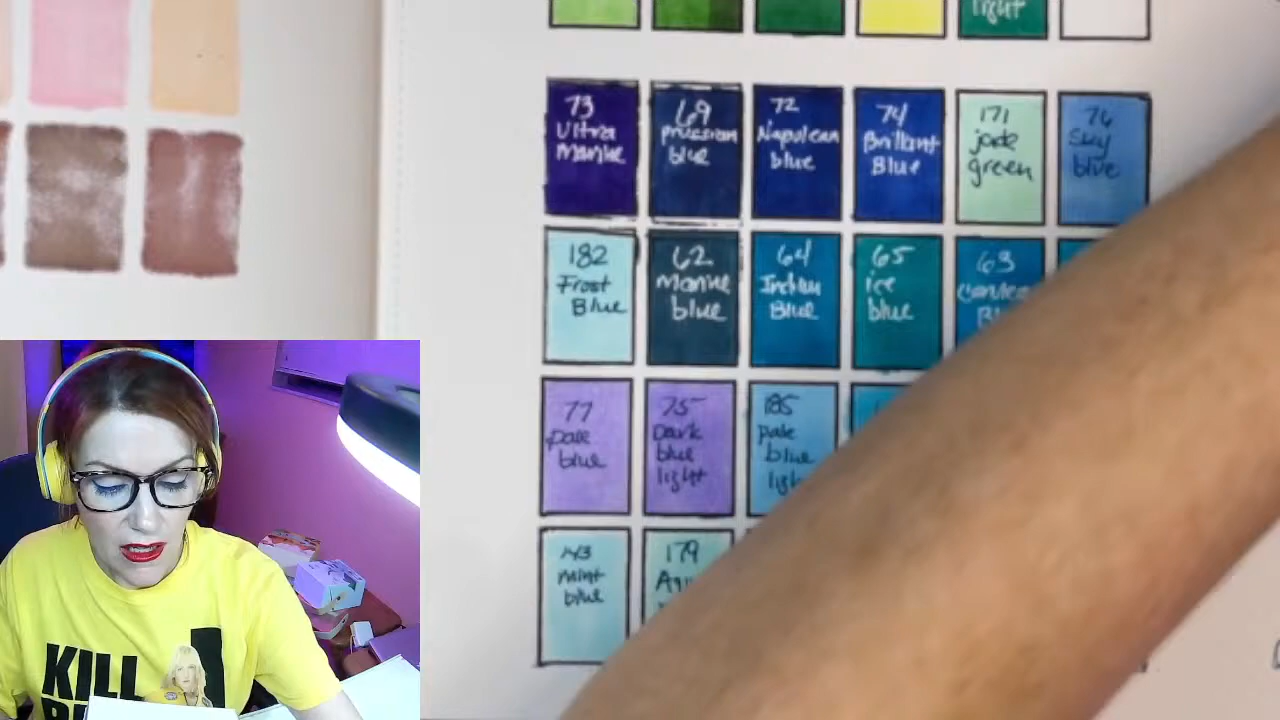 light
73
Ultra
Marine
69
Prussian
blue
72
Napolean
blue
74
Brillant
Blue
171
jade
green
76
Sky
blue
182
Frost
Blue
62
Marine
blue
64
Indian
Blue
65
ice
blue
63
77
pale
blue
75
Dark
blue
light
185
pale
blue
143
Mint
blue
179
KILL